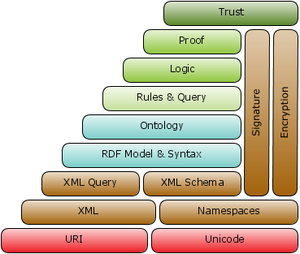 Trust
Proof
Logic
Rules & Query
Ontology
RDF Model & Syntax
XML Query
XML Schema
Signature
Encryption
XML
Namespaces
URI
Unicode